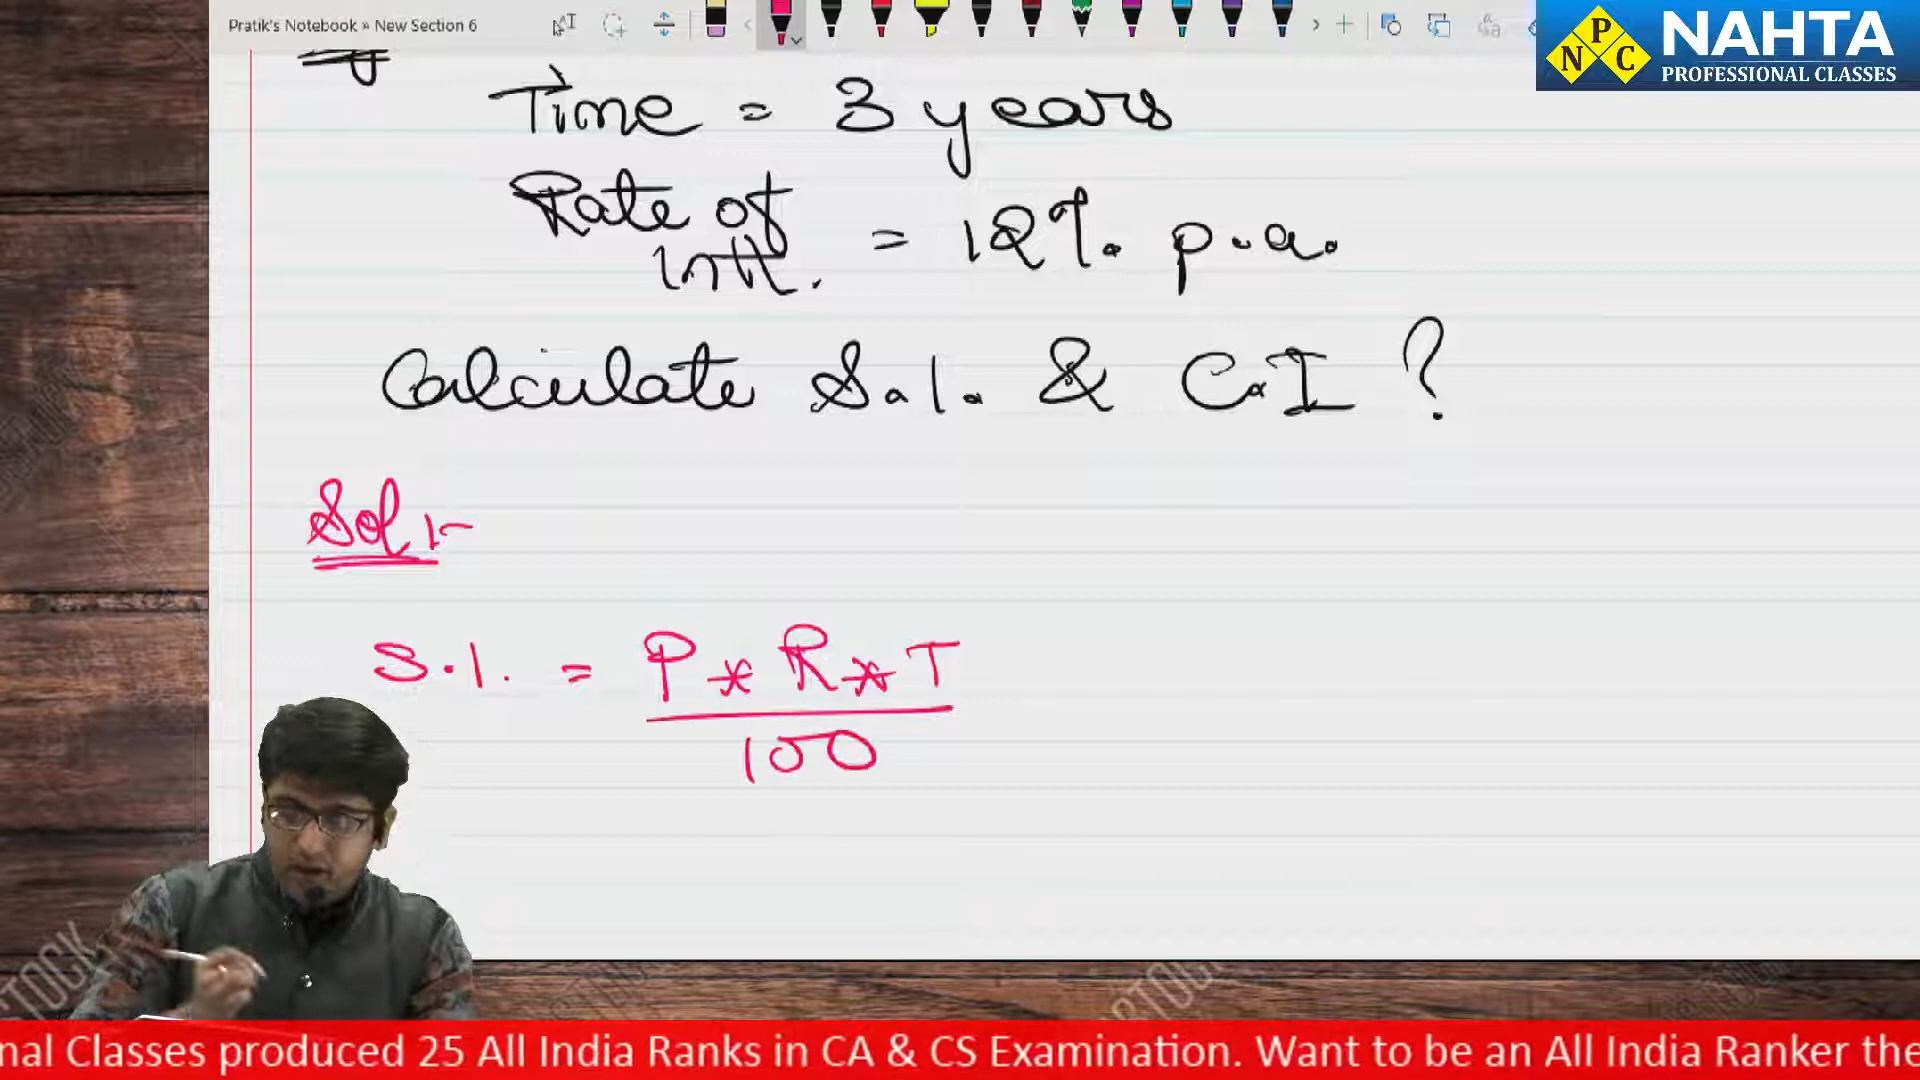 Pratik's Notebook » New Section 6
NPC
NAHTA
PROFESSIONAL CLASSES
Time = 3 years
Rate of
Intt. = 12% p.a.
Calculate S.I. & C.I ?
Sol :-
S.I. = P * R * T
100
nal Classes produced 25 All India Ranks in CA & CS Examination. Want to be an All India Ranker the